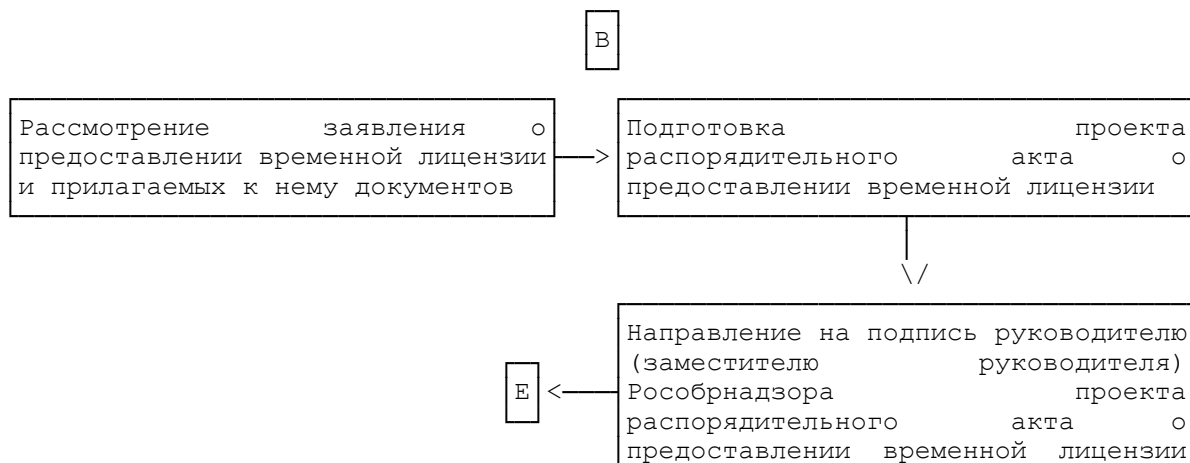 В
Рассмотрение заявления о
предоставлении временной лицензии
и прилагаемых к нему документов
Подготовка проекта
распорядительного акта о
предоставлении временной лицензии
Направление на подпись руководителю
(заместителю руководителя)
Рособрнадзора проекта
распорядительного акта о
предоставлении временной лицензии
Е